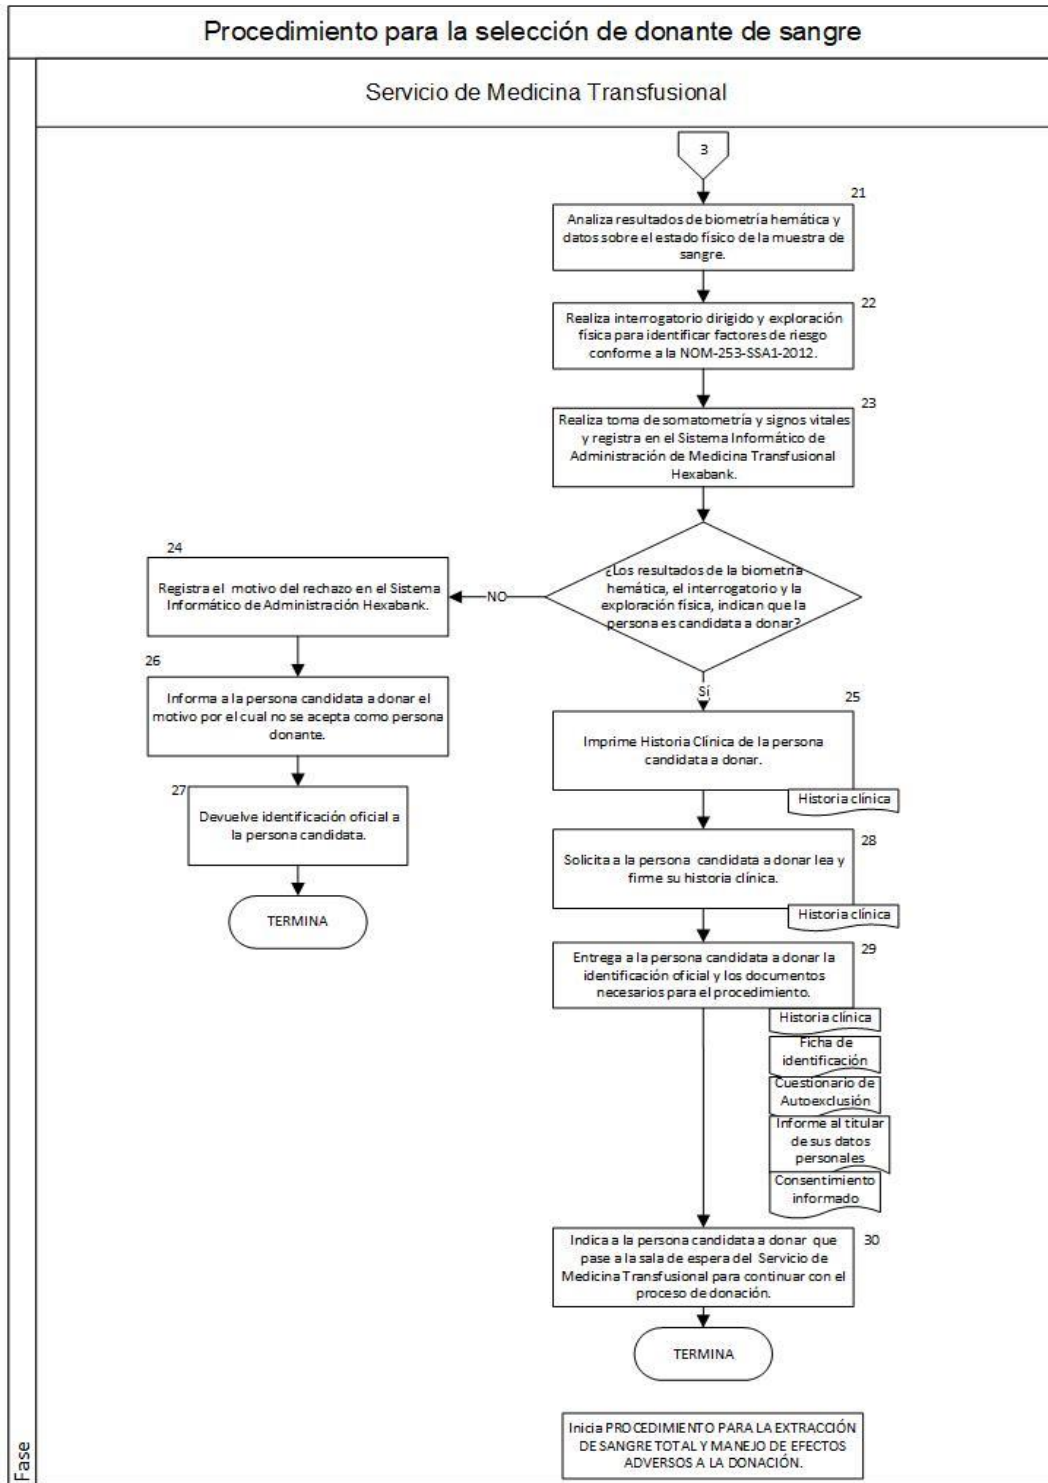 Procedimiento para la selección de donante de sangre
Servicio de Medicina Transfusional
Fase
3
21
Analiza resultados de biometría hemática y
datos sobre el estado físico de la muestra de
sangre.
22
Realiza interrogatorio dirigido y exploración
física para identificar factores de riesgo
conforme a la NOM-253-SSA1-2012.
23
Realiza toma de somatometría y signos vitales
y registra en el Sistema Informático de
Administración de Medicina Transfusional
Hexabank.
¿Los resultados de la biometría
hemática, el interrogatorio y la
exploración física, indican que la
persona es candidata a donar?
NO
24
Registra el motivo del rechazo en el Sistema
Informático de Administración Hexabank.
26
Informa a la persona candidata a donar el
motivo por el cual no se acepta como persona
donante.
27
Devuelve identificación oficial a
la persona candidata.
TERMINA
Sí
25
Imprime Historia Clínica de la persona
candidata a donar.
Historia clínica
28
Solicita a la persona candidata a donar lea y
firme su historia clínica.
Historia clínica
29
Entrega a la persona candidata a donar la
identificación oficial y los documentos
necesarios para el procedimiento.
Historia clínica
Ficha de
identificación
Cuestionario de
Autoexclusión
Informe al titular
de sus datos
personales
Consentimiento
informado
30
Indica a la persona candidata a donar que
pase a la sala de espera del Servicio de
Medicina Transfusional para continuar con el
proceso de donación.
TERMINA
Inicia PROCEDIMIENTO PARA LA EXTRACCIÓN
DE SANGRE TOTAL Y MANEJO DE EFECTOS
ADVERSOS A LA DONACIÓN.